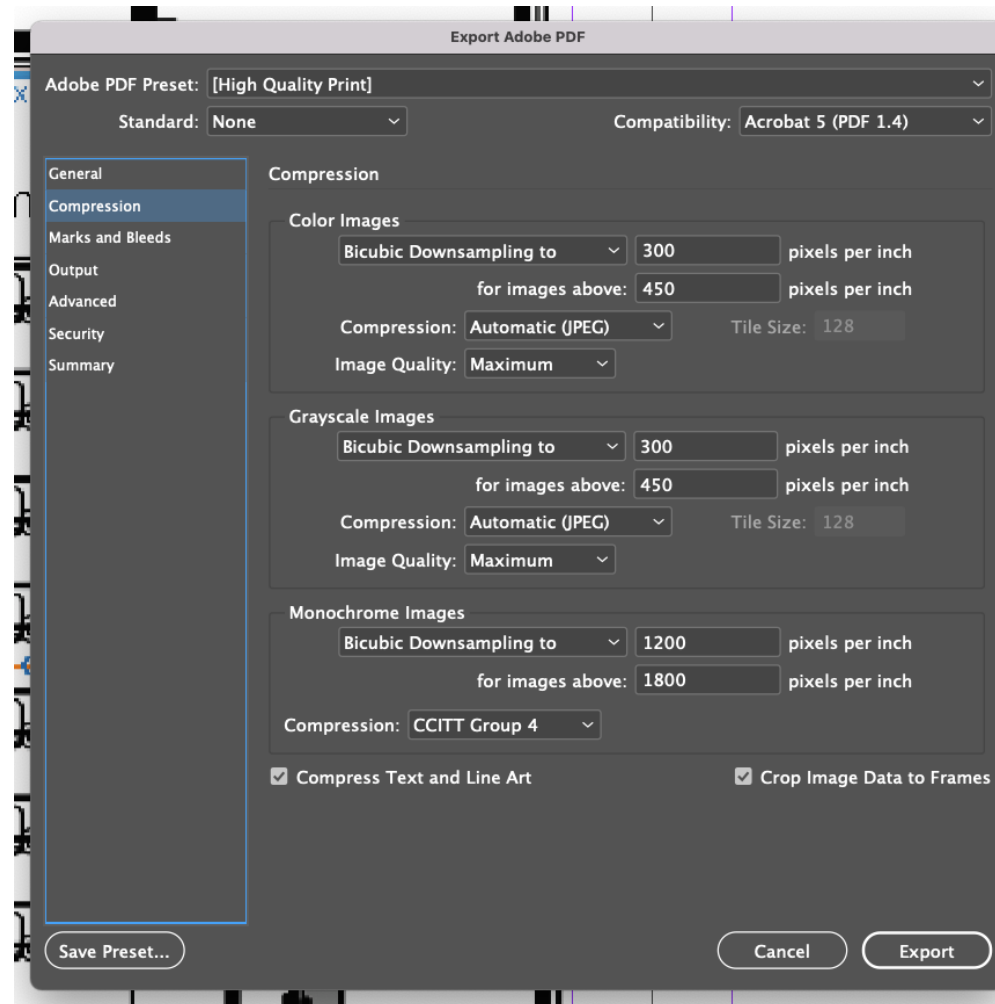 Export Adobe PDF
Adobe PDF Preset: [High Quality Print]
Standard: None Compatibility: Acrobat 5 (PDF 1.4)
General
Compression
Marks and Bleeds
Output
Advanced
Security
Summary
Compression
Color Images
Bicubic Downsampling to 300 pixels per inch
for images above: 450 pixels per inch
Compression: Automatic (JPEG) Tile Size: 128
Image Quality: Maximum
Grayscale Images
Bicubic Downsampling to 300 pixels per inch
for images above: 450 pixels per inch
Compression: Automatic (JPEG) Tile Size: 128
Image Quality: Maximum
Monochrome Images
Bicubic Downsampling to 1200 pixels per inch
for images above: 1800 pixels per inch
Compression: CCITT Group 4
Compress Text and Line Art Crop Image Data to Frames
Save Preset... Cancel Export